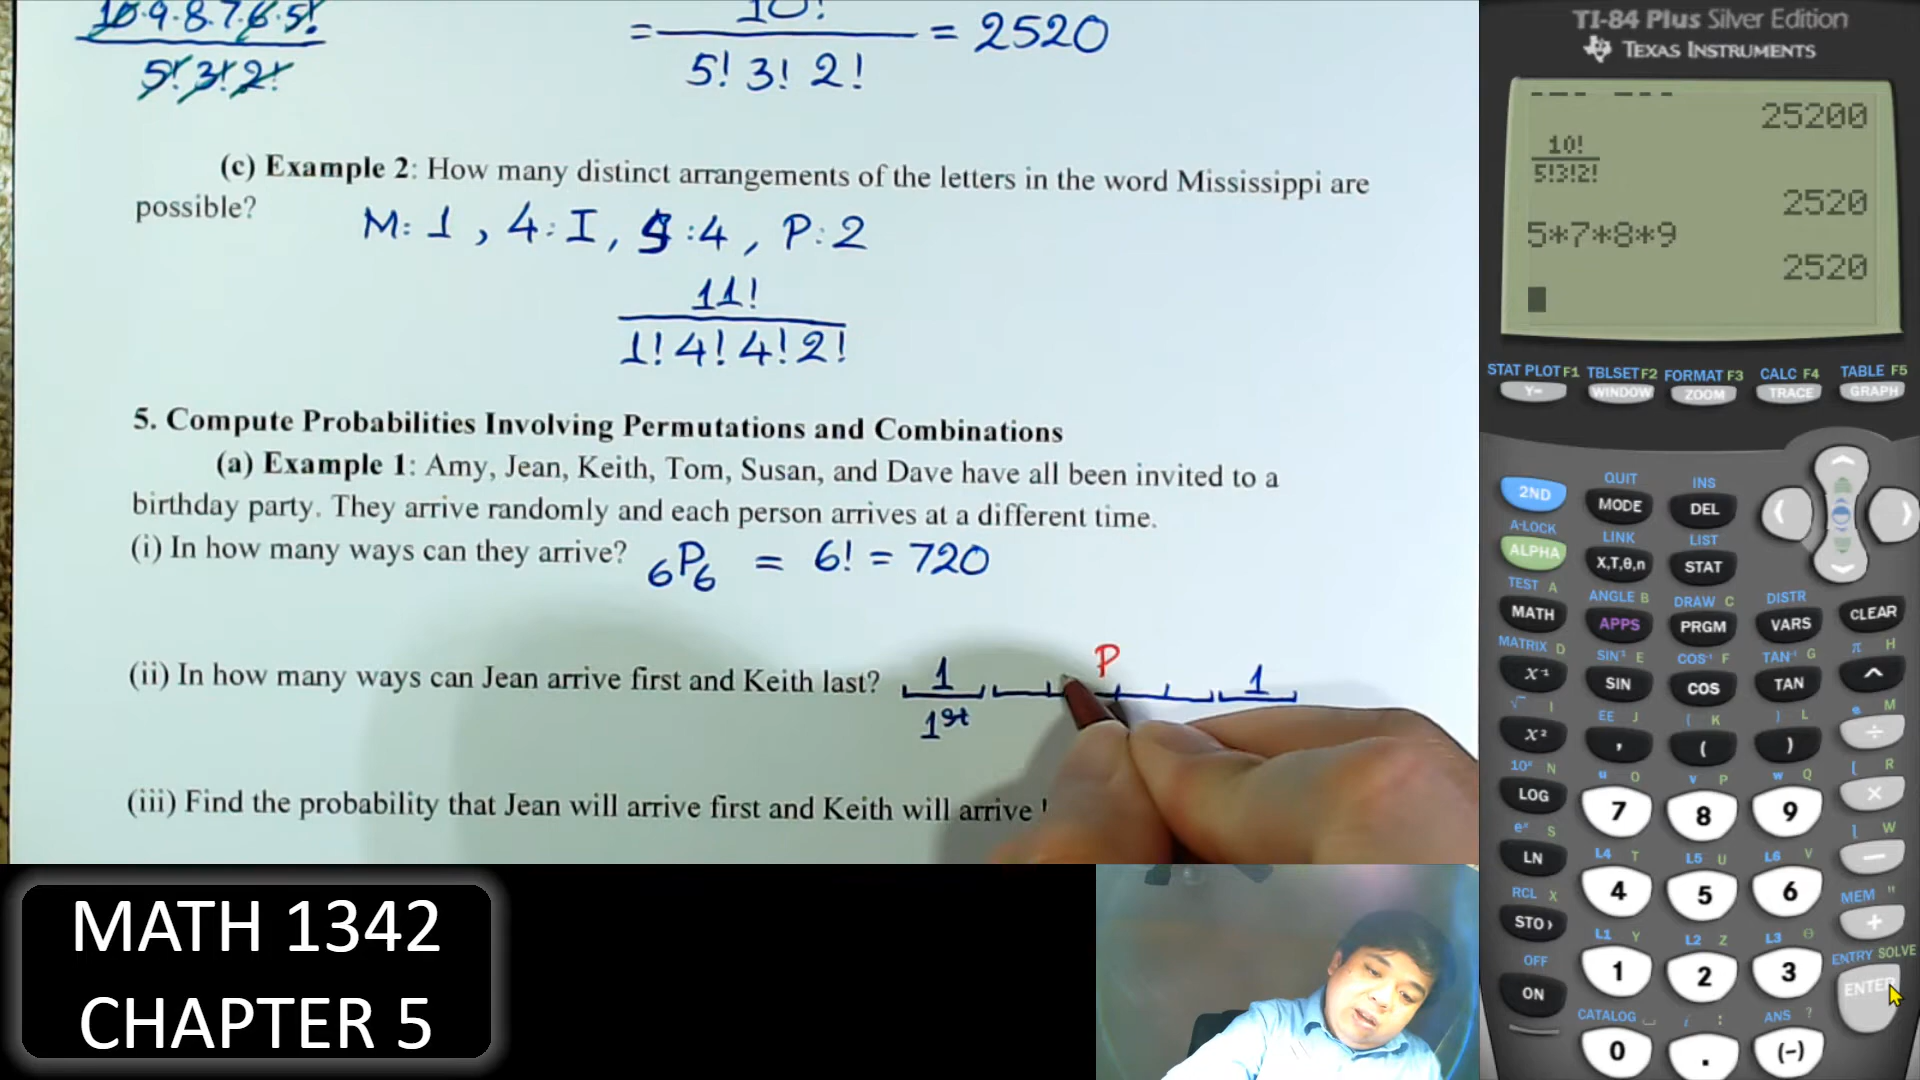 10·9·8·7·6·5!
5! 3! 2!
= 10! / 5! 3! 2! = 2520
(c) Example 2: How many distinct arrangements of the letters in the word Mississippi are
possible?
M: 1 , 4: I , S :4 , P: 2
11!
1! 4! 4! 2!
5. Compute Probabilities Involving Permutations and Combinations
(a) Example 1: Amy, Jean, Keith, Tom, Susan, and Dave have all been invited to a
birthday party. They arrive randomly and each person arrives at a different time.
(i) In how many ways can they arrive? 6P6 = 6! = 720
(ii) In how many ways can Jean arrive first and Keith last? 1 P 1
1st
(iii) Find the probability that Jean will arrive first and Keith will arrive
MATH 1342
CHAPTER 5
TI-84 Plus Silver Edition
TEXAS INSTRUMENTS
25200
10!
5!3!2!
2520
5*7*8*9
2520
STAT PLOT F1 TBLSET F2 FORMAT F3 CALC F4 TABLE F5
Y= WINDOW ZOOM TRACE GRAPH
QUIT INS
2ND MODE DEL
A-LOCK LINK LIST
ALPHA X,T,θ,n STAT
TEST A ANGLE B DRAW C DISTR
MATH APPS PRGM VARS CLEAR
MATRIX D SIN⁻¹ E COS⁻¹ F TAN⁻¹ G π H
X⁻¹ SIN COS TAN ^
√ I EE J { K } L e M
X² , ( ) ÷
10ˣ N u O v P w Q [ R
LOG 7 8 9 ×
eˣ S L4 T L5 U L6 V ] W
LN 4 5 6 −
RCL X L1 Y L2 Z L3 θ MEM "
STO› 1 2 3 +
OFF CATALOG ⎵ i : ANS ? ENTRY SOLVE
ON 0 . (−) ENTER